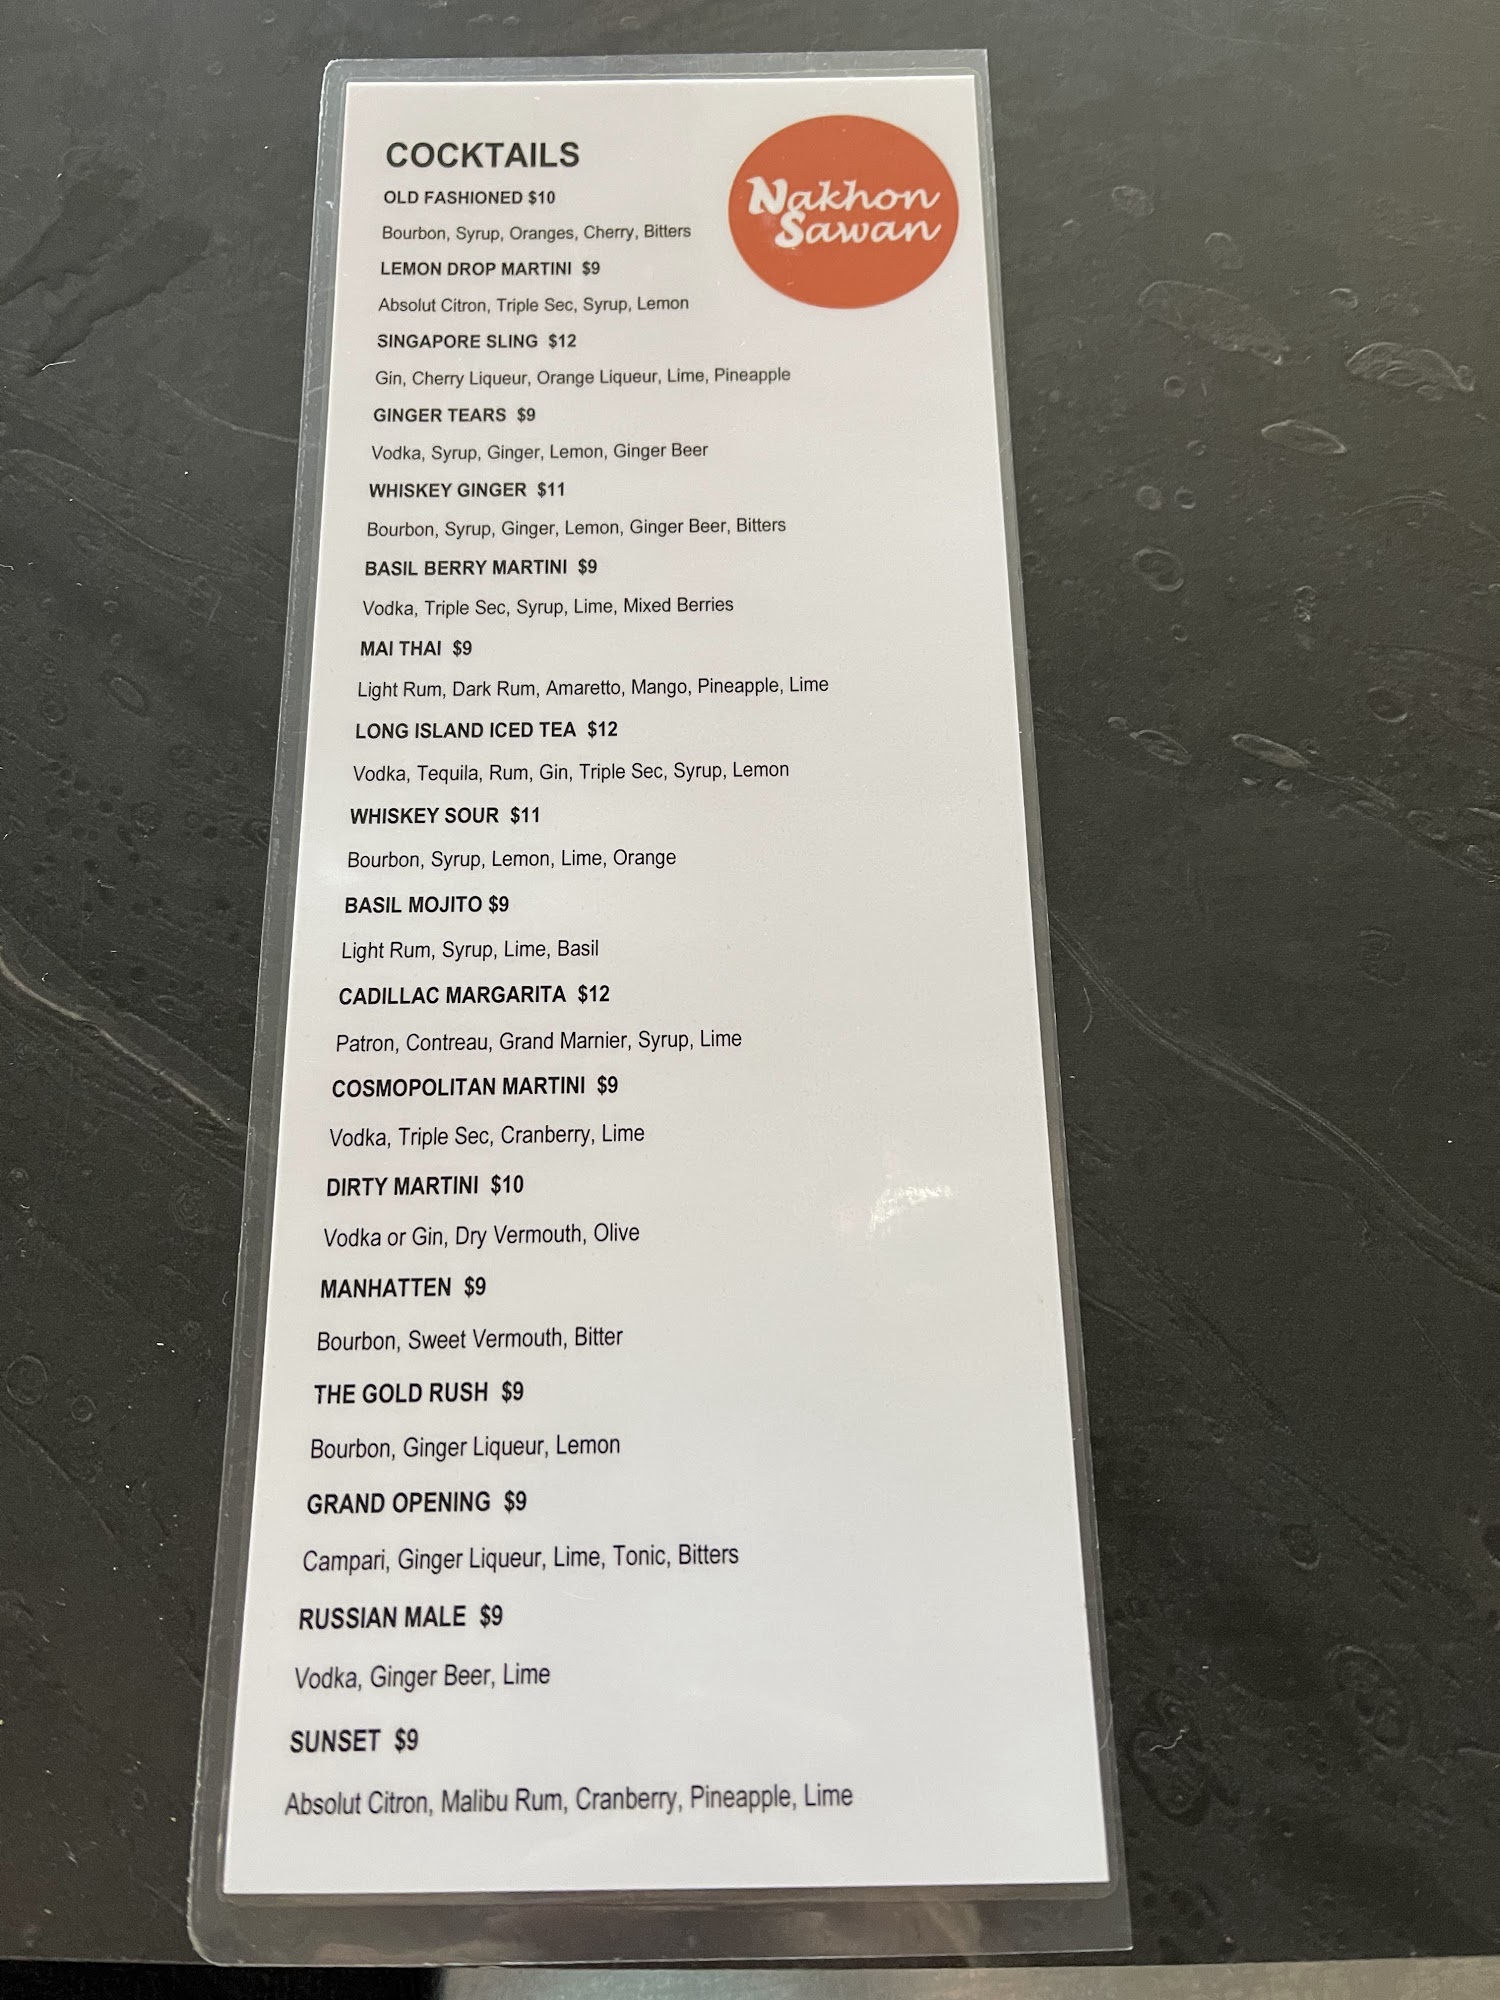 COCKTAILS
Nakhon
Sawan
OLD FASHIONED $10
Bourbon, Syrup, Oranges, Cherry, Bitters
LEMON DROP MARTINI $9
Absolut Citron, Triple Sec, Syrup, Lemon
SINGAPORE SLING $12
Gin, Cherry Liqueur, Orange Liqueur, Lime, Pineapple
GINGER TEARS $9
Vodka, Syrup, Ginger, Lemon, Ginger Beer
WHISKEY GINGER $11
Bourbon, Syrup, Ginger, Lemon, Ginger Beer, Bitters
BASIL BERRY MARTINI $9
Vodka, Triple Sec, Syrup, Lime, Mixed Berries
MAI THAI $9
Light Rum, Dark Rum, Amaretto, Mango, Pineapple, Lime
LONG ISLAND ICED TEA $12
Vodka, Tequila, Rum, Gin, Triple Sec, Syrup, Lemon
WHISKEY SOUR $11
Bourbon, Syrup, Lemon, Lime, Orange
BASIL MOJITO $9
Light Rum, Syrup, Lime, Basil
CADILLAC MARGARITA $12
Patron, Contreau, Grand Marnier, Syrup, Lime
COSMOPOLITAN MARTINI $9
Vodka, Triple Sec, Cranberry, Lime
DIRTY MARTINI $10
Vodka or Gin, Dry Vermouth, Olive
MANHATTEN $9
Bourbon, Sweet Vermouth, Bitter
THE GOLD RUSH $9
Bourbon, Ginger Liqueur, Lemon
GRAND OPENING $9
Campari, Ginger Liqueur, Lime, Tonic, Bitters
RUSSIAN MALE $9
Vodka, Ginger Beer, Lime
SUNSET $9
Absolut Citron, Malibu Rum, Cranberry, Pineapple, Lime